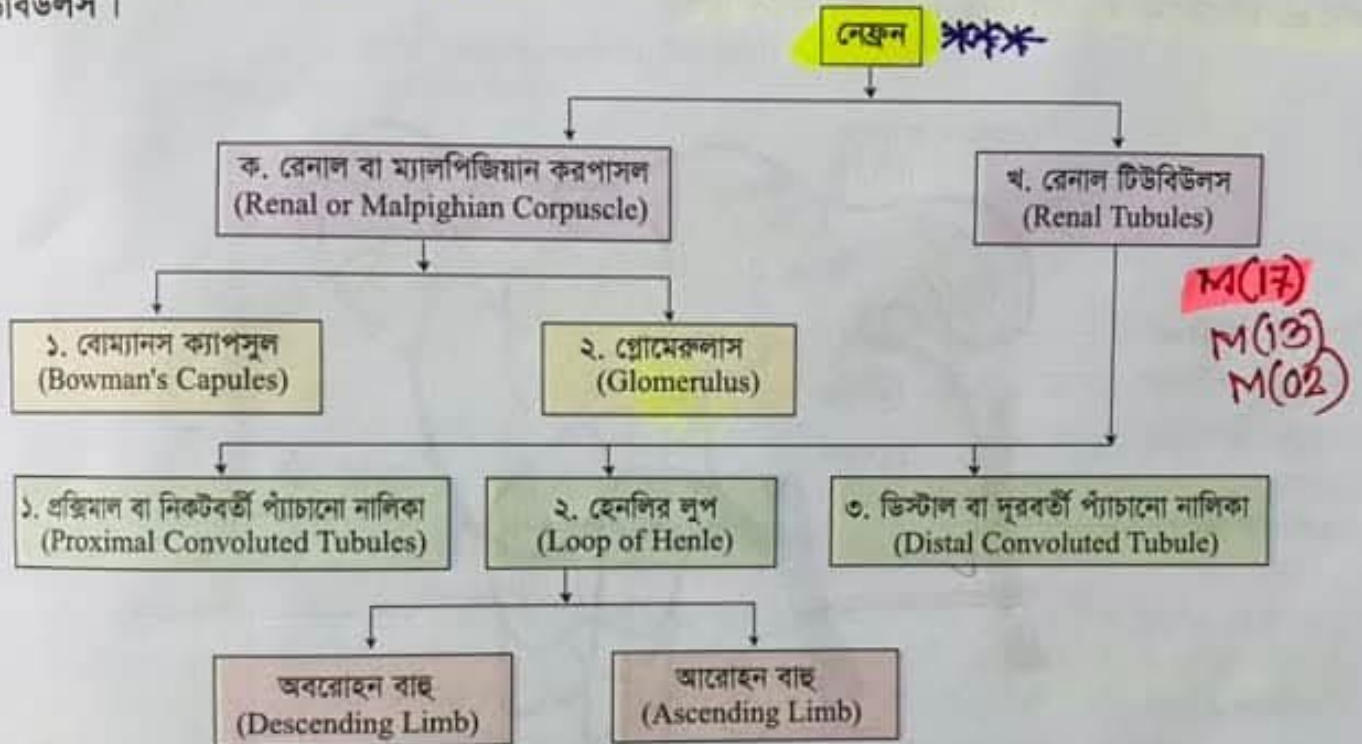 নেফ্রন
ক. রেনাল বা ম্যালপিজিয়ান করপাসল
(Renal or Malpighian Corpuscle)
খ. রেনাল টিউবিউলস
(Renal Tubules)
M(17)
M(13)
M(02)
১. বোম্যানস ক্যাপসুল
(Bowman's Capules)
২. গ্লোমেরুলাস
(Glomerulus)
১. প্রক্সিমাল বা নিকটবর্তী প্যাঁচানো নালিকা
(Proximal Convoluted Tubules)
২. হেনলির লুপ
(Loop of Henle)
৩. ডিস্টাল বা দূরবর্তী প্যাঁচানো নালিকা
(Distal Convoluted Tubule)
অবরোহন বাহু
(Descending Limb)
আরোহন বাহু
(Ascending Limb)